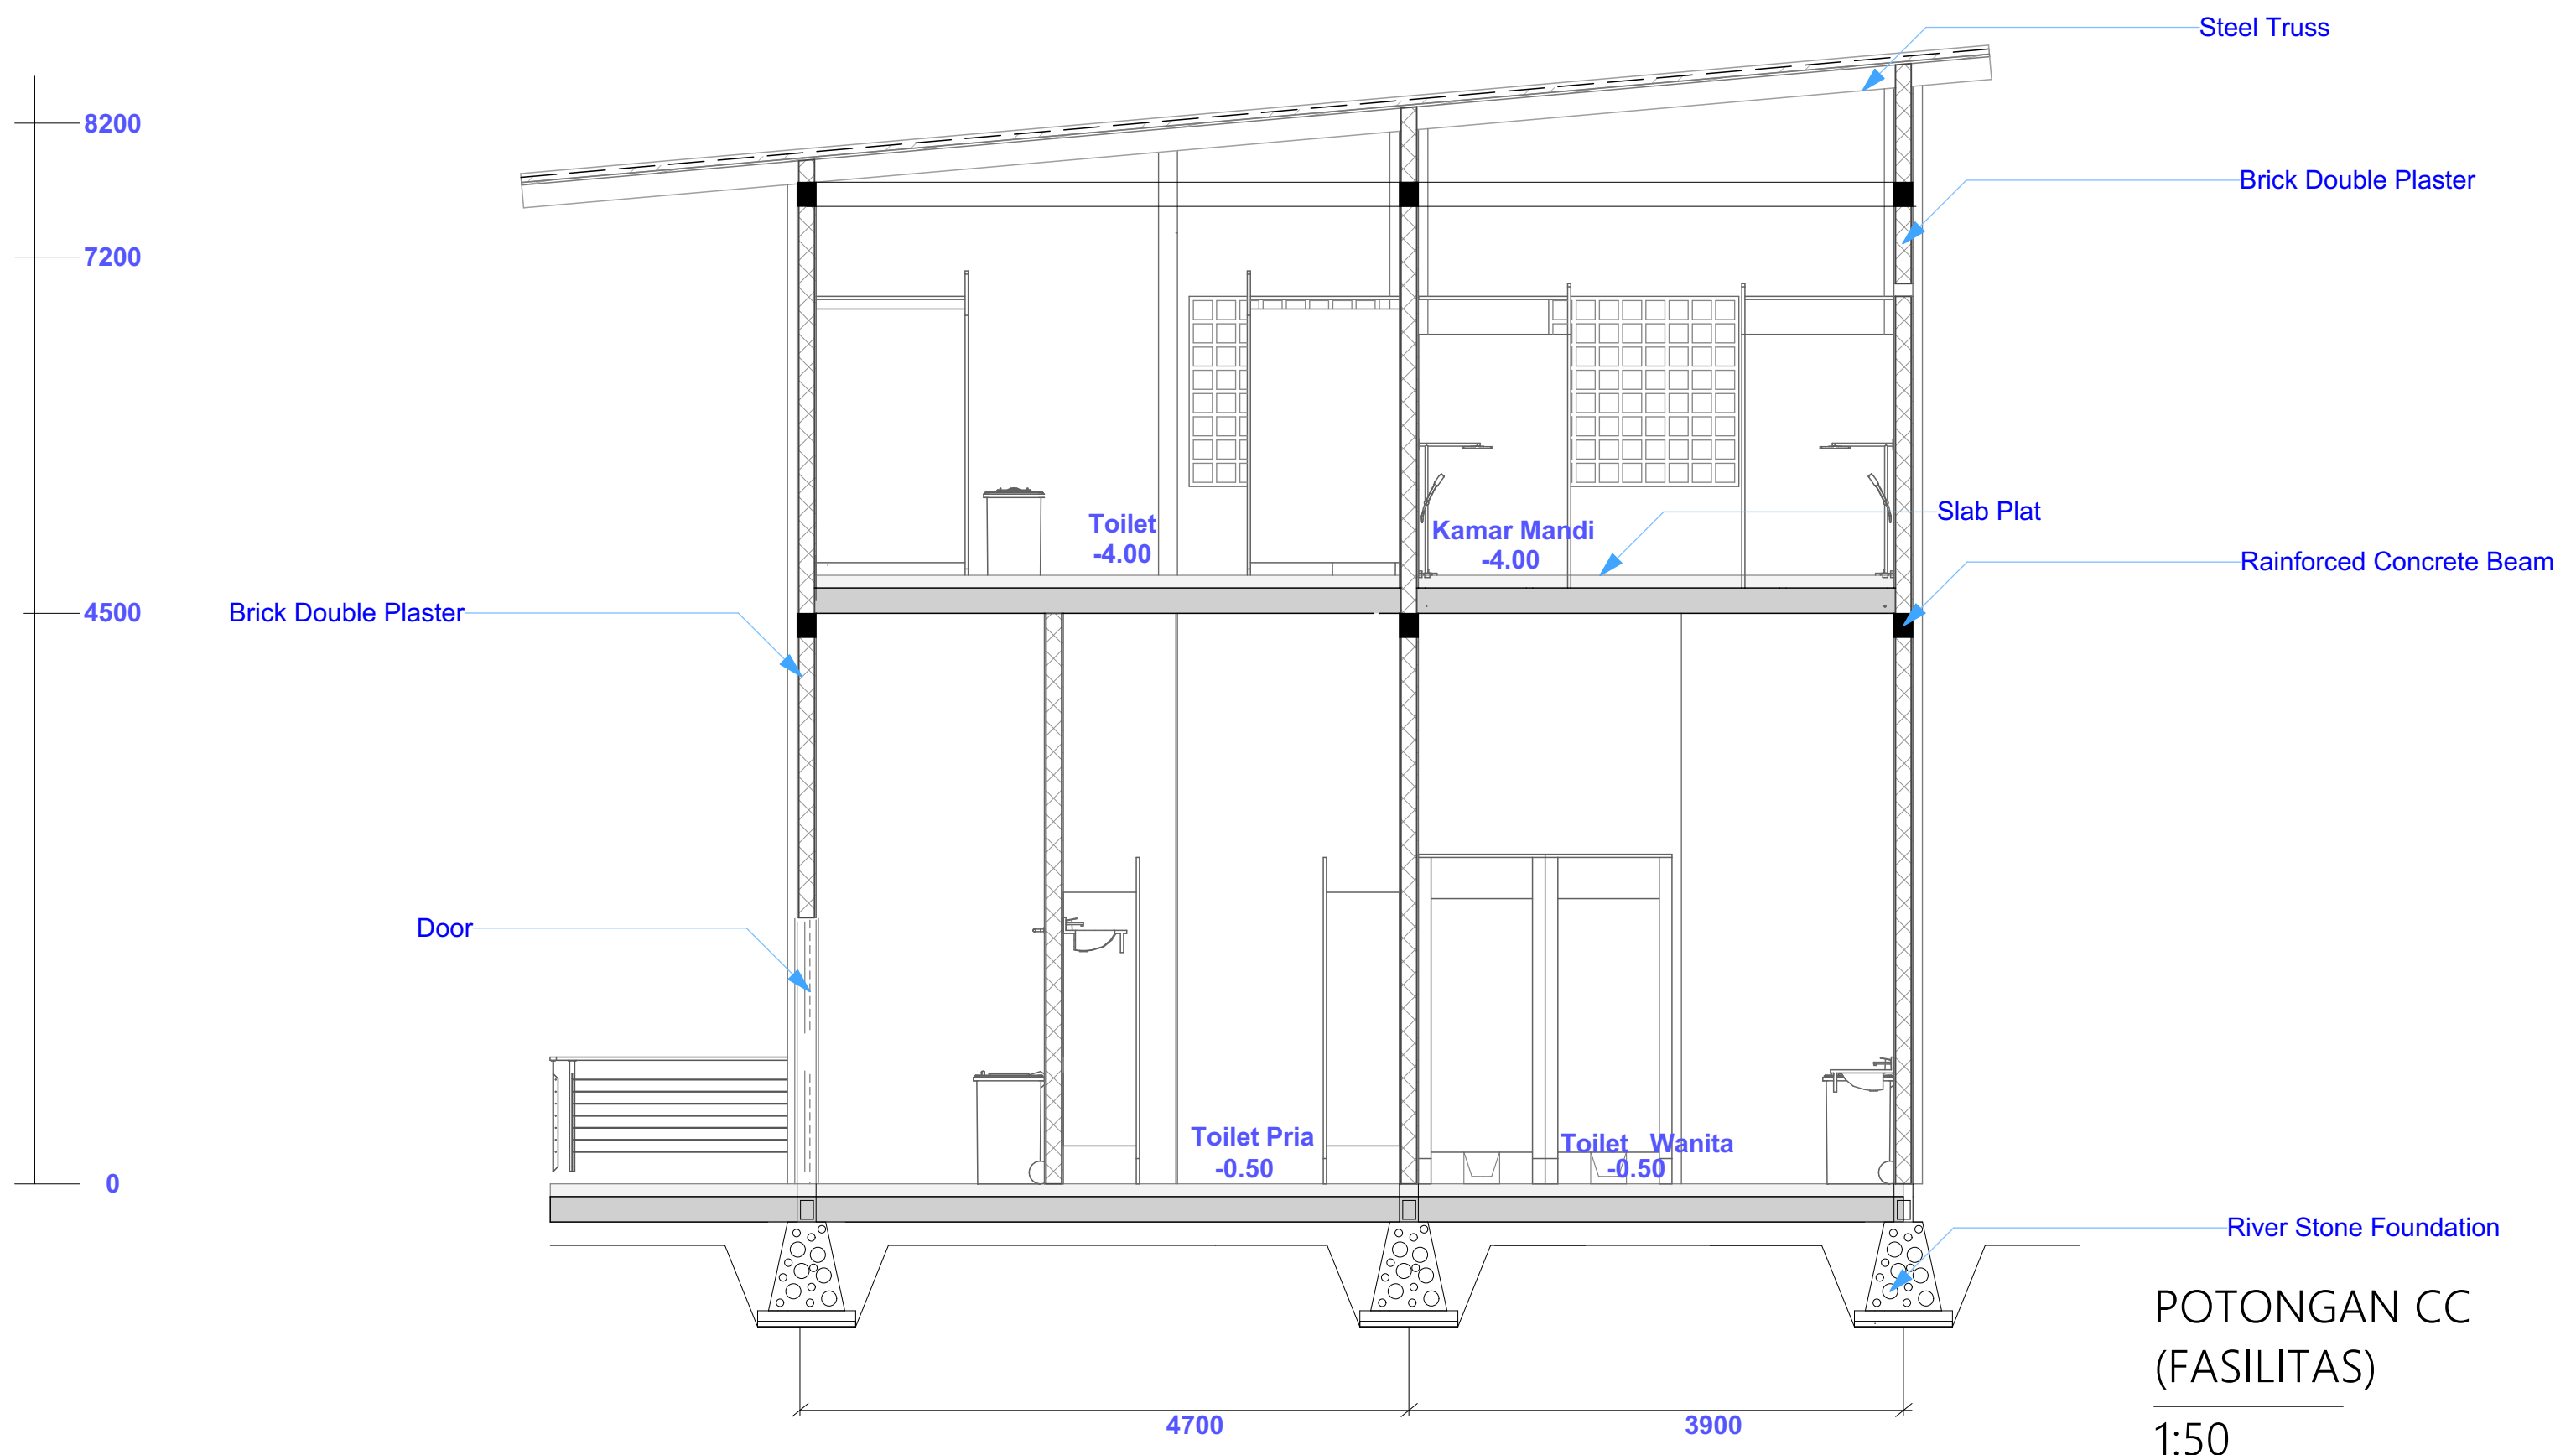 Steel Truss
8200
Brick Double Plaster
7200
Toilet
-4.00
Kamar Mandi
-4.00
Slab Plat
Rainforced Concrete Beam
4500
Brick Double Plaster
Door
Toilet Pria
-0.50
Toilet Wanita
-0.50
0
River Stone Foundation
POTONGAN CC
(FASILITAS)
1:50
4700
3900